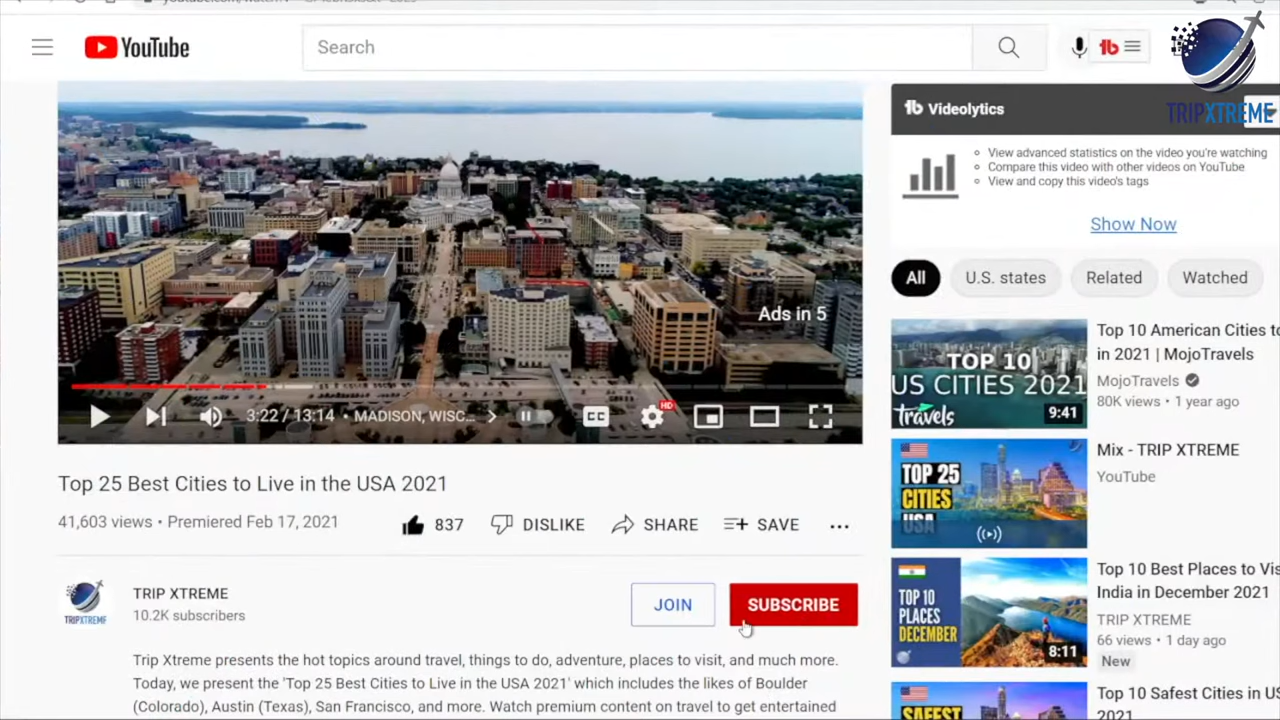 YouTube
Search
TRIPXTREME
Videolytics
View advanced statistics on the video you're watching
Compare this video with other videos on YouTube
View and copy this video's tags
Show Now
All
U.S. states
Related
Watched
Ads in 5
3:22 / 13:14 • MADISON, WISC...
CC
HD
Top 25 Best Cities to Live in the USA 2021
41,603 views • Premiered Feb 17, 2021
837
DISLIKE
SHARE
SAVE
TRIPXTREME
TRIP XTREME
10.2K subscribers
JOIN
SUBSCRIBE
Trip Xtreme presents the hot topics around travel, things to do, adventure, places to visit, and much more.
Today, we present the 'Top 25 Best Cities to Live in the USA 2021' which includes the likes of Boulder
(Colorado), Austin (Texas), San Francisco, and more. Watch premium content on travel to get entertained
TOP 10
US CITIES 2021
travels
9:41
Top 10 American Cities to
in 2021 | MojoTravels
MojoTravels
80K views • 1 year ago
TOP 25
CITIES
USA
Mix - TRIP XTREME
YouTube
TOP 10
PLACES
DECEMBER
8:11
Top 10 Best Places to Vis
India in December 2021
TRIP XTREME
66 views • 1 day ago
New
SAFEST
Top 10 Safest Cities in US
2021